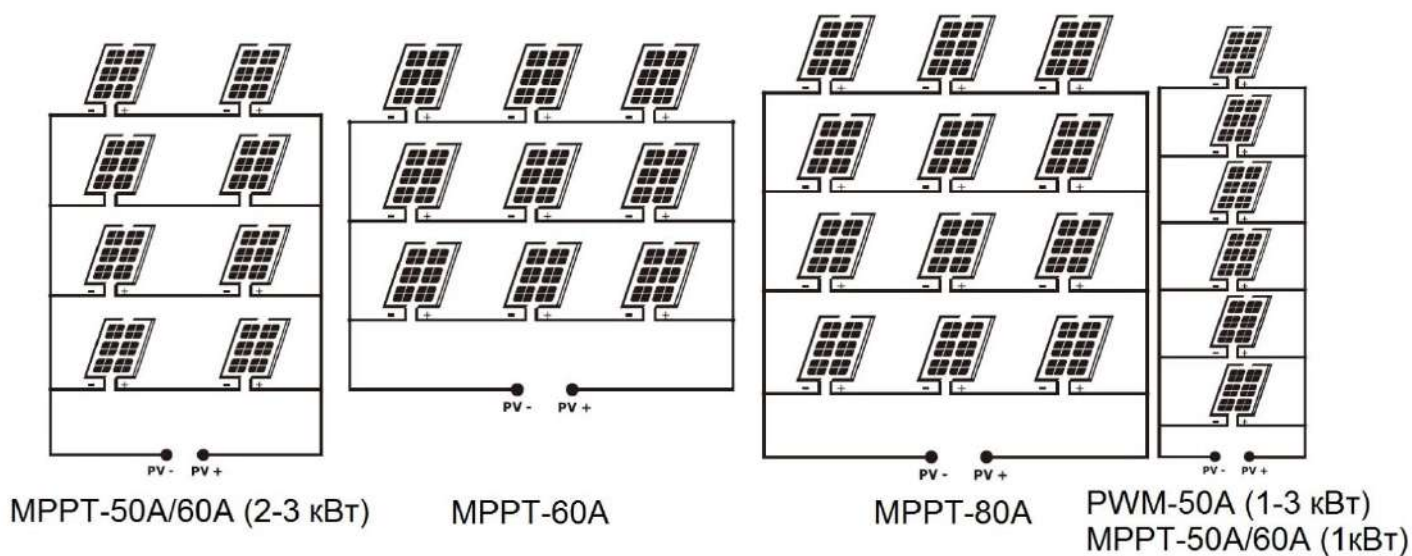 - + - +
- + - + - +
- + - + - +
- +
- + - +
- + - + - +
- + - + - +
- +
- + - +
- + - + - +
- + - + - +
- +
- + - +
- + - + - +
- +
- +
- +
PV - PV +
PV - PV +
PV - PV +
PV - PV +
MPPT-50A/60A (2-3 кВт)
MPPT-60A
MPPT-80A
PWM-50A (1-3 кВт)
MPPT-50A/60A (1кВт)